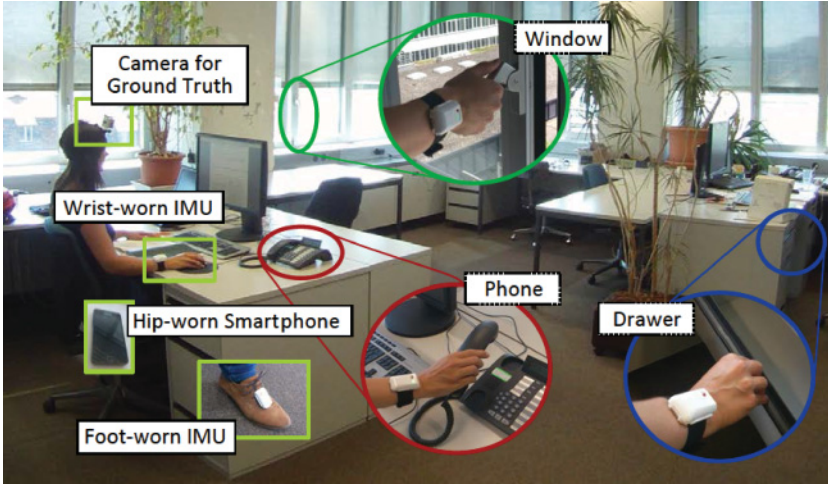 Camera for
Ground Truth
Window
Wrist-worn IMU
Phone
Hip-worn Smartphone
Drawer
Foot-worn IMU